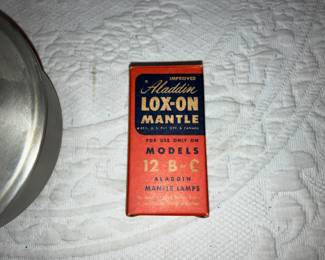 IMPROVED
Aladdin
LOX-ON
MANTLE
FOR USE ONLY ON
MODELS
12-B-C
ALADDIN
MANTLE LAMPS